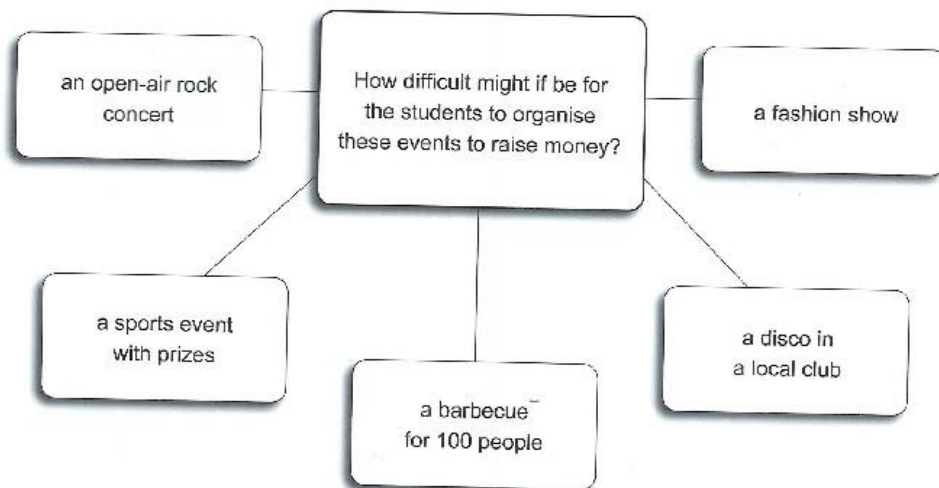 How difficult might if be for
the students to organise
these events to raise money?
an open-air rock
concert
a fashion show
a sports event
with prizes
a barbecue
for 100 people
a disco in
a local club